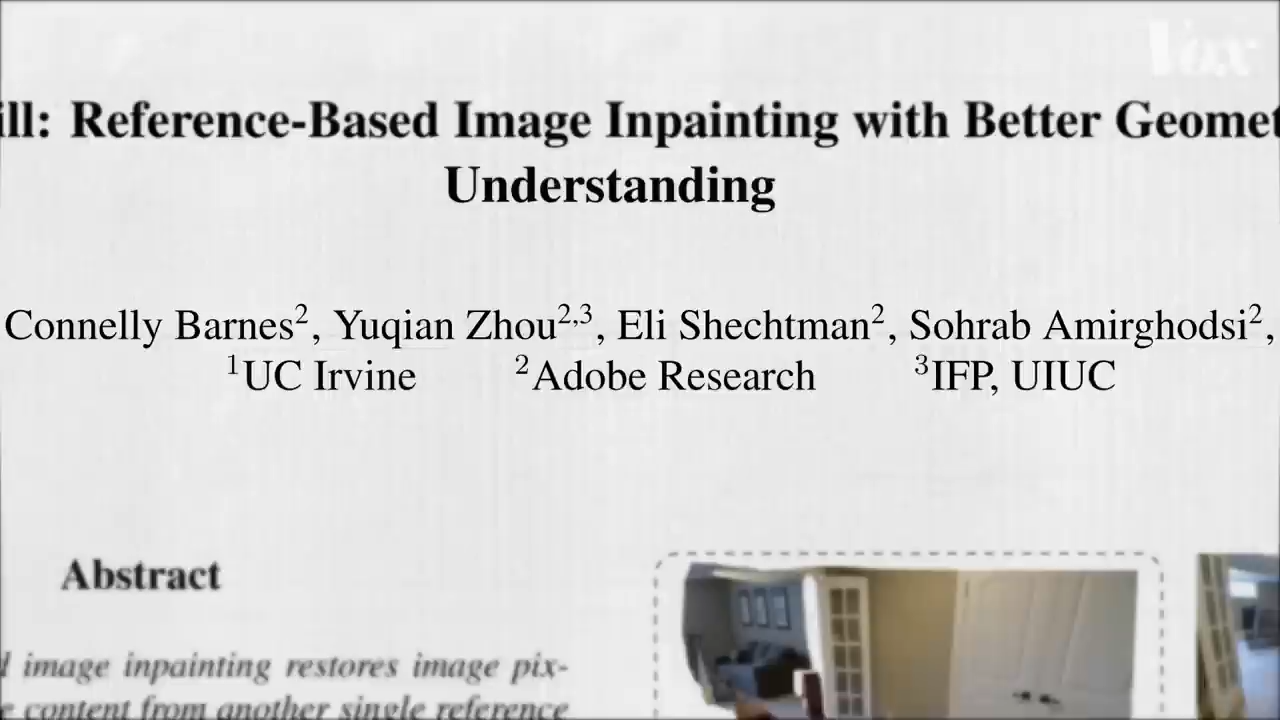 Vox
ill: Reference-Based Image Inpainting with Better Geomet
Understanding
Connelly Barnes², Yuqian Zhou²,³, Eli Shechtman², Sohrab Amirghodsi²,
¹UC Irvine ²Adobe Research ³IFP, UIUC
Abstract
d image inpainting restores image pix-
e content from another single reference